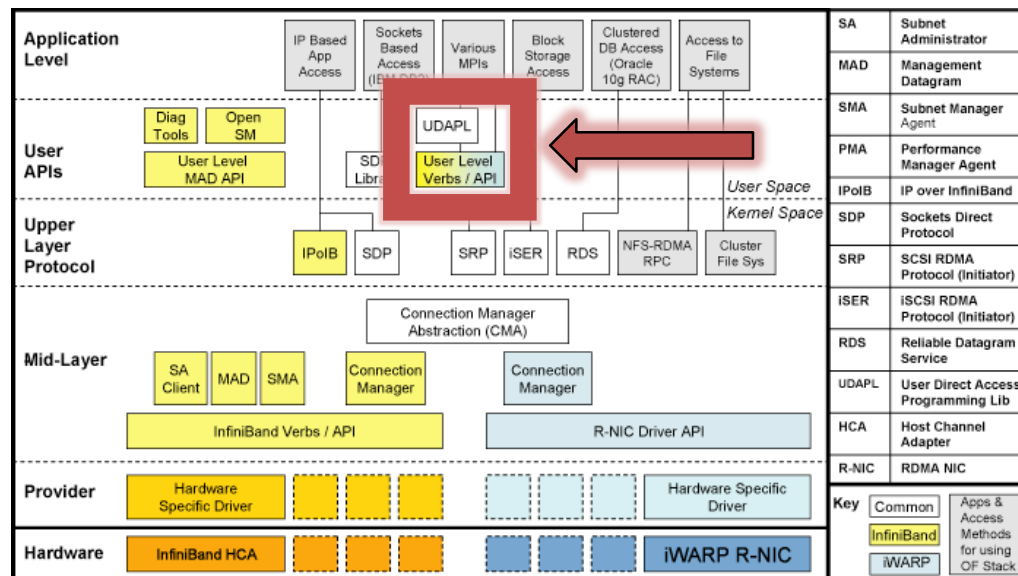 Application
Level
IP Based
App
Access
Sockets
Based
Access
Various
MPIs
Block
Storage
Access
Clustered
DB Access
(Oracle
10g RAC)
Access to
File
Systems
User
APIs
Diag
Tools
Open
SM
User Level
MAD API
UDAPL
User Level
Verbs / API
User Space
Kernel Space
Upper
Layer
Protocol
IPoIB
SDP
SRP
iSER
RDS
NFS-RDMA
RPC
Cluster
File Sys
Mid-Layer
Connection Manager
Abstraction (CMA)
SA
Client
MAD
SMA
Connection
Manager
Connection
Manager
InfiniBand Verbs / API
R-NIC Driver API
Provider
Hardware
Specific Driver
Hardware Specific
Driver
Hardware
InfiniBand HCA
iWARP R-NIC
SA
Subnet
Administrator
MAD
Management
Datagram
SMA
Subnet Manager
Agent
PMA
Performance
Manager Agent
IPoIB
IP over InfiniBand
SDP
Sockets Direct
Protocol
SRP
SCSI RDMA
Protocol (Initiator)
iSER
iSCSI RDMA
Protocol (Initiator)
RDS
Reliable Datagram
Service
UDAPL
User Direct Access
Programming Lib
HCA
Host Channel
Adapter
R-NIC
RDMA NIC
Key
Common
InfiniBand
iWARP
Apps &
Access
Methods
for using
OF Stack